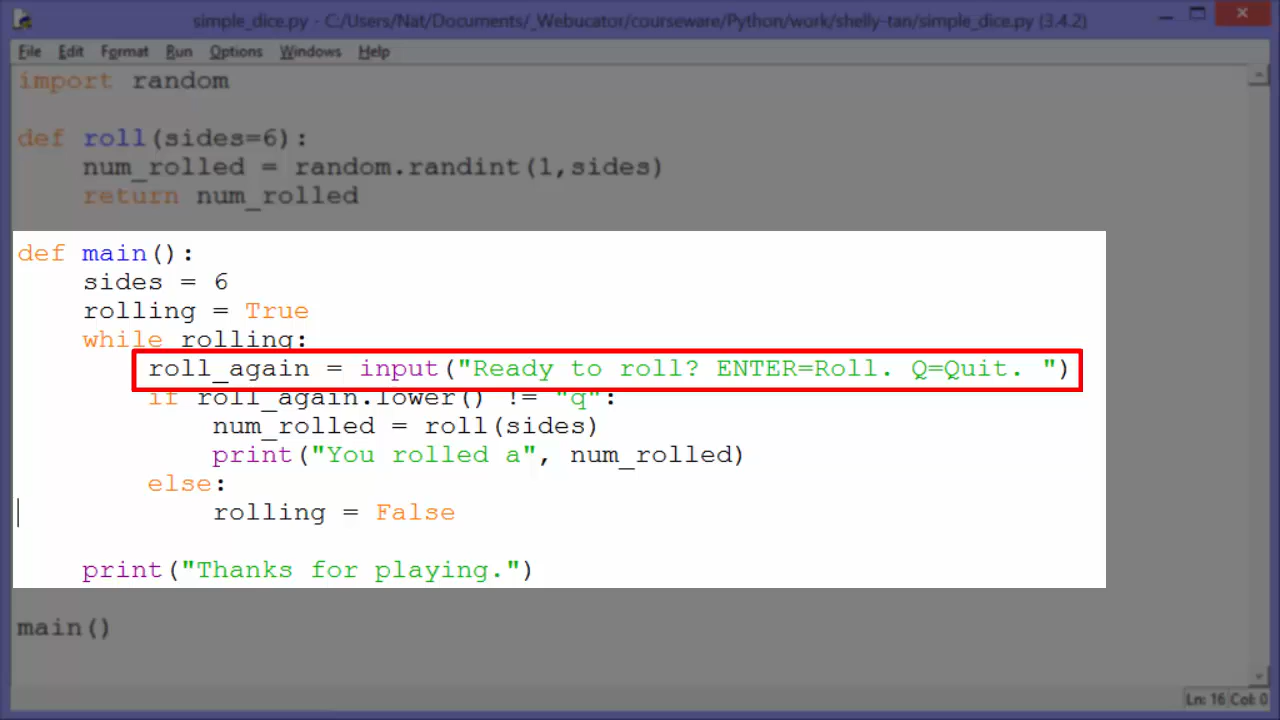 simple_dice.py - C:/Users/Nat/Documents/_Webucator/courseware/Python/work/shelly-tan/simple_dice.py (3.4.2)
File Edit Format Run Options Windows Help
import random
def roll(sides=6):
    num_rolled = random.randint(1,sides)
    return num_rolled
def main():
    sides = 6
    rolling = True
    while rolling:
        roll_again = input("Ready to roll? ENTER=Roll. Q=Quit. ")
        if roll_again.lower() != "q":
            num_rolled = roll(sides)
            print("You rolled a", num_rolled)
        else:
            rolling = False
    print("Thanks for playing.")
main()
Ln: 16 Col: 0